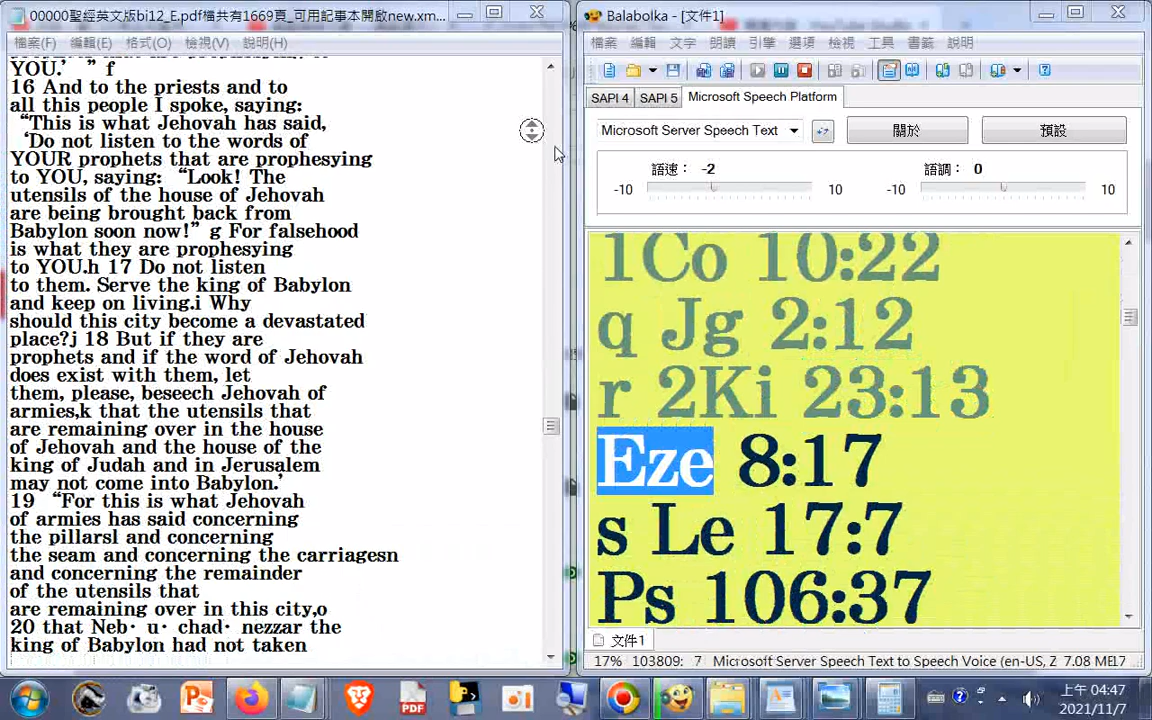 00000聖經英文版bi12_E.pdf檔共有1669頁_可用記事本開啟new.xm...
檔案(F) 編輯(E) 格式(O) 檢視(V) 說明(H)
YOU.’ ” f
16 And to the priests and to
all this people I spoke, saying:
“This is what Jehovah has said,
‘Do not listen to the words of
YOUR prophets that are prophesying
to YOU, saying: “Look! The
utensils of the house of Jehovah
are being brought back from
Babylon soon now!” g For falsehood
is what they are prophesying
to YOU.h 17 Do not listen
to them. Serve the king of Babylon
and keep on living.i Why
should this city become a devastated
place?j 18 But if they are
prophets and if the word of Jehovah
does exist with them, let
them, please, beseech Jehovah of
armies,k that the utensils that
are remaining over in the house
of Jehovah and the house of the
king of Judah and in Jerusalem
may not come into Babylon.’
19 “For this is what Jehovah
of armies has said concerning
the pillarsl and concerning
the seam and concerning the carriagesn
and concerning the remainder
of the utensils that
are remaining over in this city,o
20 that Neb· u· chad· nezzar the
king of Babylon had not taken
Balabolka - [文件1]
檔案 編輯 文字 朗讀 引擎 選項 檢視 工具 書籤 說明
SAPI 4 SAPI 5 Microsoft Speech Platform
Microsoft Server Speech Text 關於 預設
語速: -2 語調: 0
-10 10 -10 10
1Co 10:22
q Jg 2:12
r 2Ki 23:13
Eze 8:17
s Le 17:7
Ps 106:37
文件1
17% 103809: 7 Microsoft Server Speech Text to Speech Voice (en-US, Z 7.08 ME
上午 04:47
2021/11/7